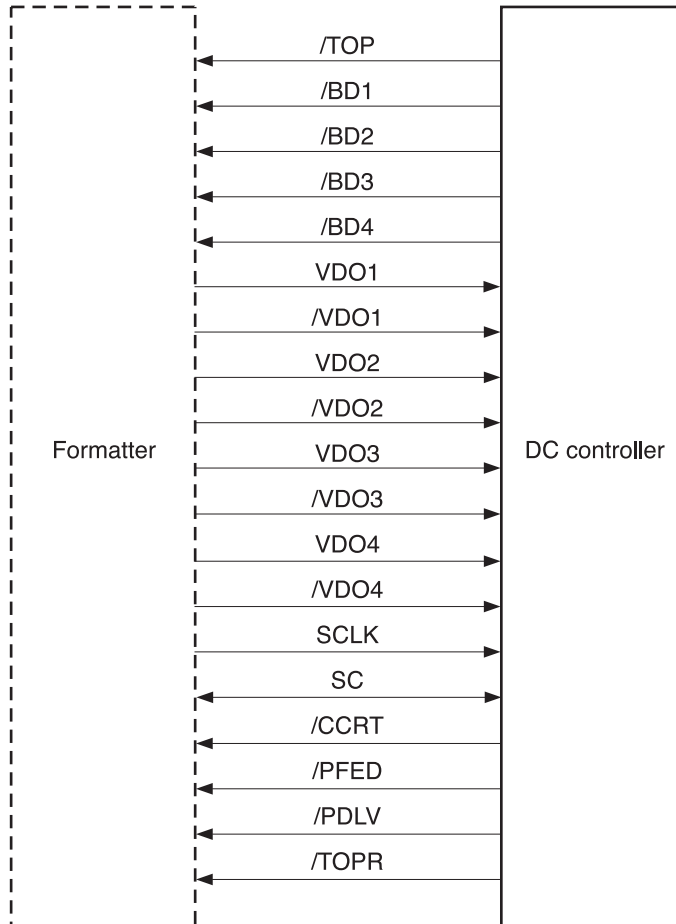 /TOP
/BD1
/BD2
/BD3
/BD4
VDO1
/VDO1
VDO2
/VDO2
Formatter
VDO3
DC controller
/VDO3
VDO4
/VDO4
SCLK
SC
/CCRT
/PFED
/PDLV
/TOPR